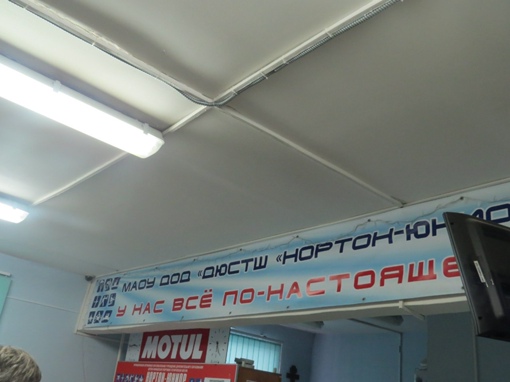 МАОУ ДОД «ДЮСТШ «НОРТОН-ЮН
У НАС ВСЁ ПО-НАСТОЯЩЕ
MOTUL